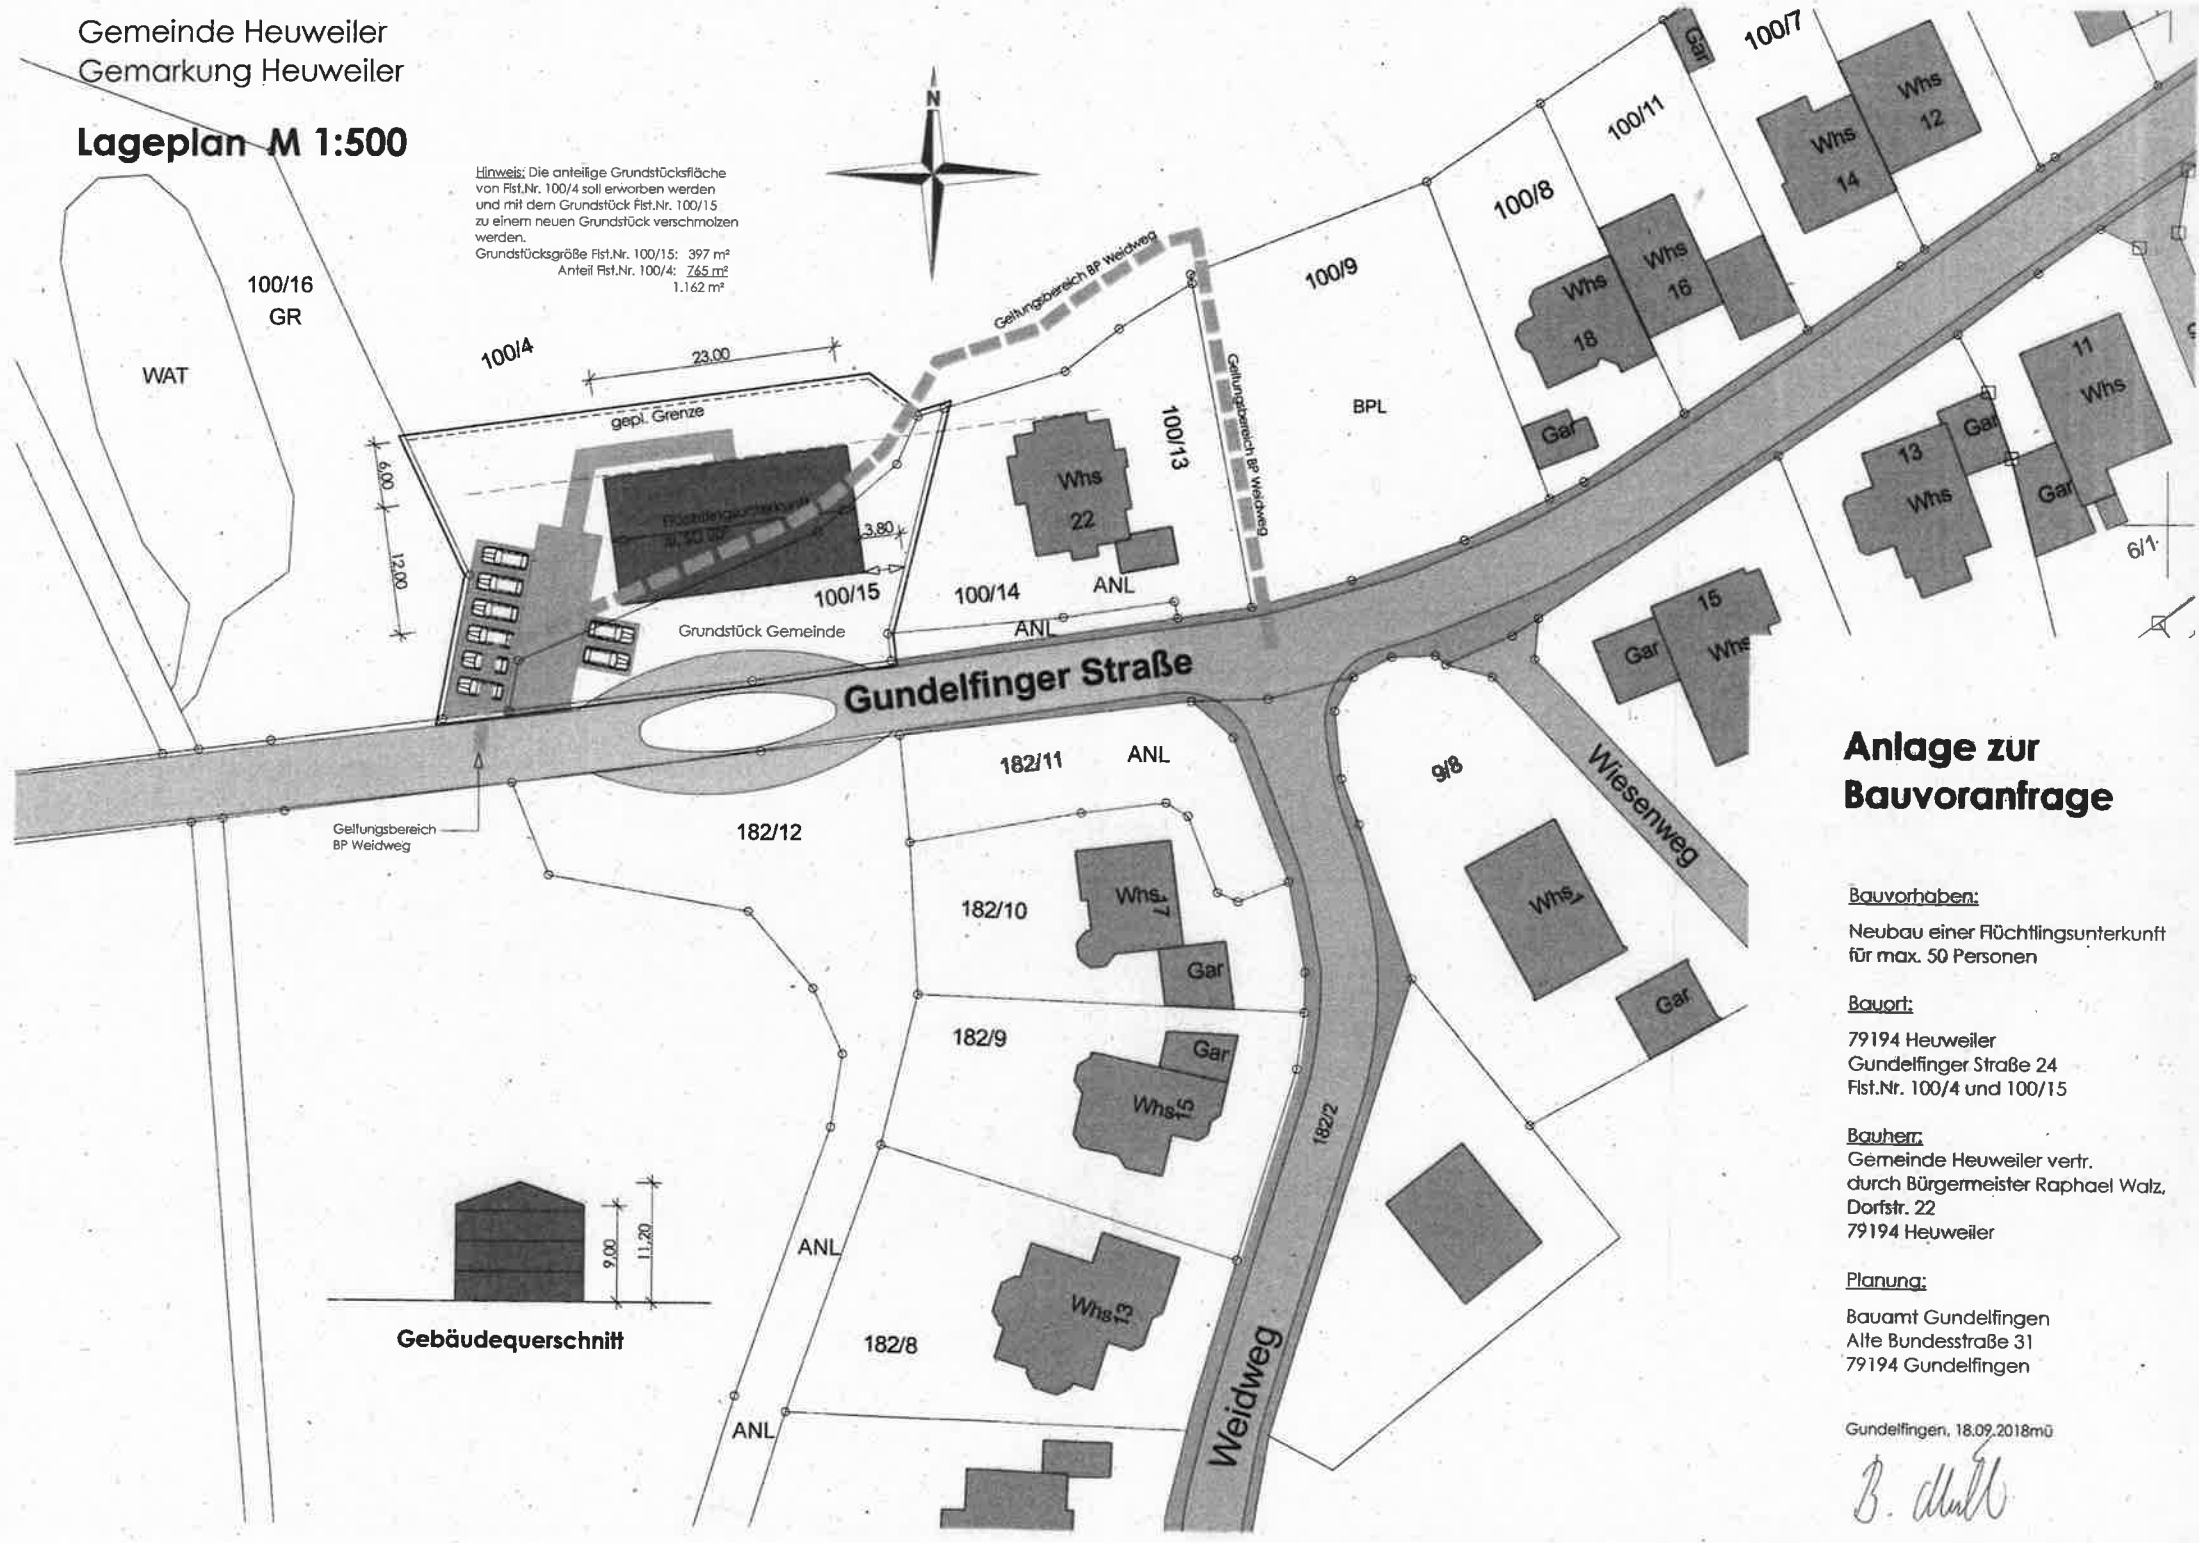 Gemeinde Heuweiler
Gemarkung Heuweiler
Lageplan M 1:500
Hinweis: Die anteilige Grundstücksfläche
von Flst.Nr. 100/4 soll erworben werden
und mit dem Grundstück Flst.Nr. 100/15
zu einem neuen Grundstück verschmolzen
werden.
Grundstücksgröße Flst.Nr. 100/15: 397 m²
Anteil Flst.Nr. 100/4: 765 m²
1.162 m²
N
100/16
GR
WAT
100/4
23.00
gepl. Grenze
6.00
12.00
3.80
Flüchtlingsunterkunft
100/15
Grundstück Gemeinde
Geltungsbereich BP Weidweg
Geltungsbereich BP Weidweg
Whs
22
100/13
100/14
ANL
ANL
100/9
BPL
100/8
100/11
100/7
Gar
Whs
12
Whs
14
Whs
16
Whs
18
Gar
11
Whs
Gar
13
Whs
Gar
6/1
15
Whs
Gar
Gundelfinger Straße
Geltungsbereich
BP Weidweg
182/12
182/11
ANL
9/8
Wiesenweg
182/10
Whs 17
Gar
Whs
Gar
182/9
Gar
Whs 15
182/2
ANL
Whs 13
182/8
ANL
Weidweg
9.00
11.20
Gebäudequerschnitt
Anlage zur
Bauvoranfrage
Bauvorhaben:
Neubau einer Flüchtlingsunterkunft
für max. 50 Personen
Bauort:
79194 Heuweiler
Gundelfinger Straße 24
Flst.Nr. 100/4 und 100/15
Bauherr:
Gemeinde Heuweiler vertr.
durch Bürgermeister Raphael Walz,
Dorfstr. 22
79194 Heuweiler
Planung:
Bauamt Gundelfingen
Alte Bundesstraße 31
79194 Gundelfingen
Gundelfingen, 18.09.2018mü